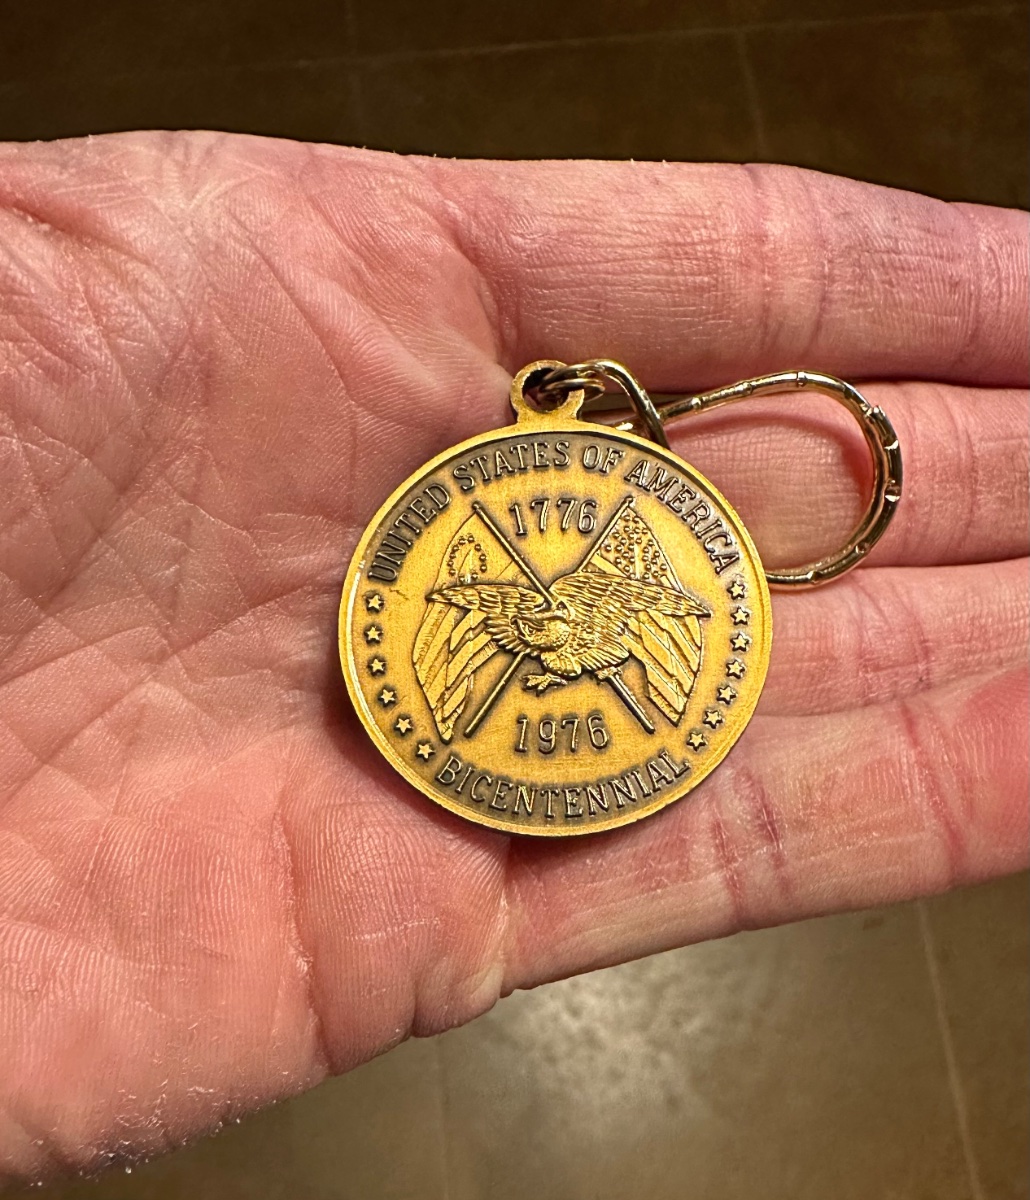 UNITED STATES OF AMERICA
1776
1976
BICENTENNIAL